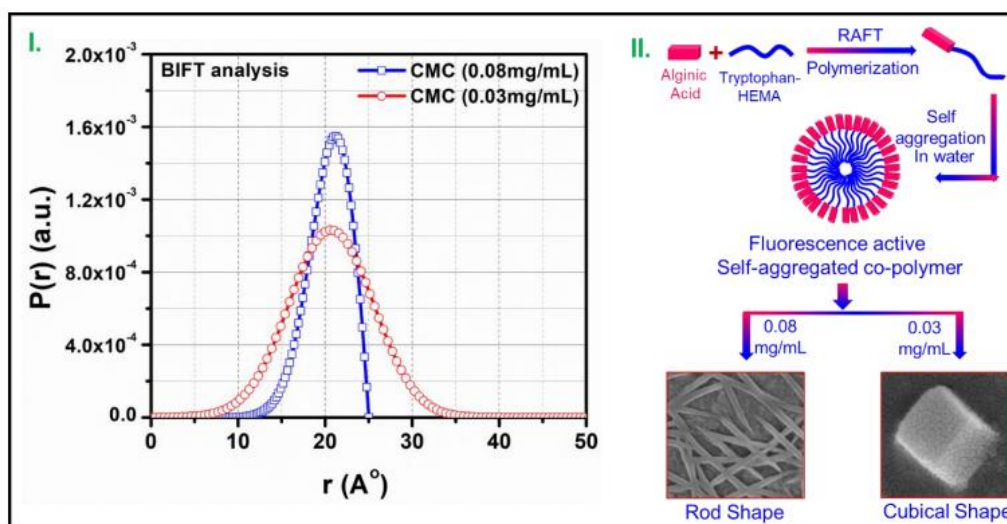 I.
2.0x10⁻³
1.6x10⁻³
1.2x10⁻³
8.0x10⁻⁴
4.0x10⁻⁴
0.0
P(r) (a.u.)
BIFT analysis
CMC (0.08mg/mL)
CMC (0.03mg/mL)
0 10 20 30 40 50
r (A°)
II.
Alginic
Acid
+
Tryptophan-
HEMA
RAFT
Polymerization
Self
aggregation
In water
Fluorescence active
Self-aggregated co-polymer
0.08
mg/mL
0.03
mg/mL
Rod Shape
Cubical Shape